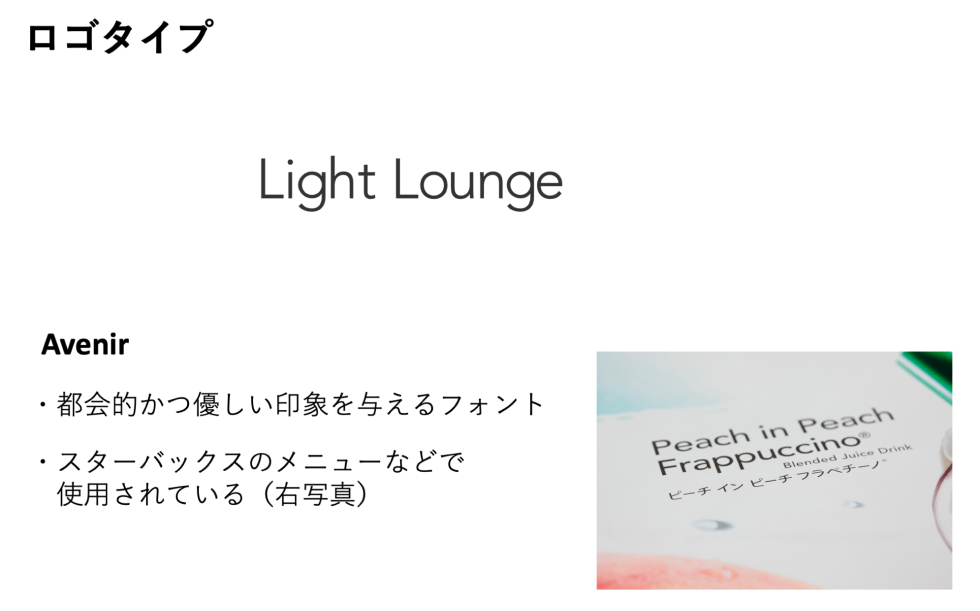 ロゴタイプ
Light Lounge
Avenir
・都会的かつ優しい印象を与えるフォント
・スターバックスのメニューなどで
使用されている（右写真）
Peach in Peach
Frappuccino®
Blended Juice Drink
ピーチ イン ピーチ フラペチーノ®